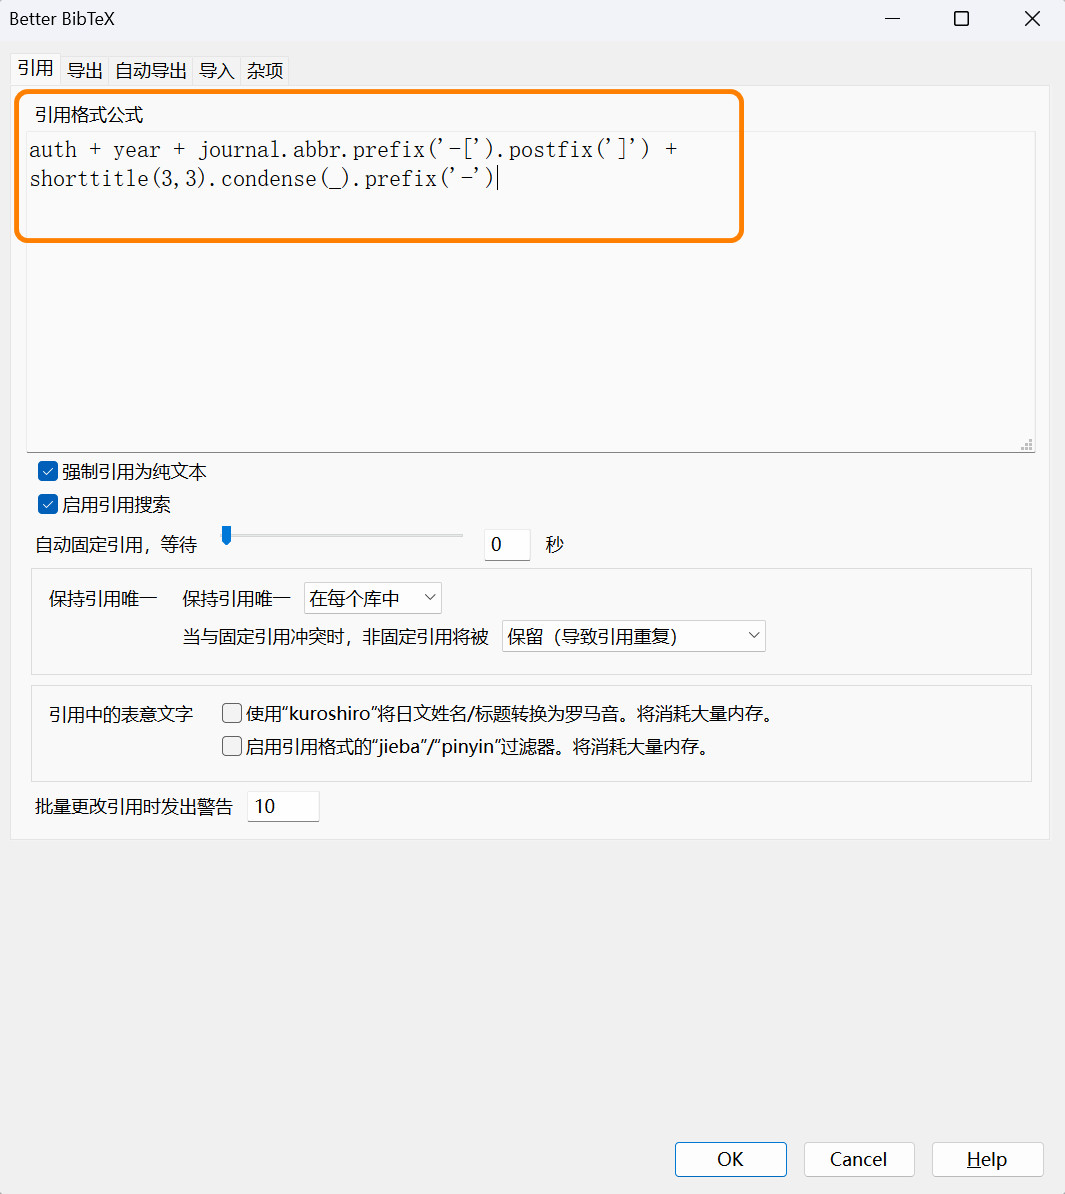 Better BibTeX
引用 导出 自动导出 导入 杂项
引用格式公式
auth + year + journal.abbr.prefix('-[').postfix(']') +
shorttitle(3,3).condense(_).prefix('-')
强制引用为纯文本
启用引用搜索
自动固定引用，等待 0 秒
保持引用唯一 保持引用唯一 在每个库中
当与固定引用冲突时，非固定引用将被 保留（导致引用重复）
引用中的表意文字 使用“kuroshiro”将日文姓名/标题转换为罗马音。将消耗大量内存。
启用引用格式的“jieba”/“pinyin”过滤器。将消耗大量内存。
批量更改引用时发出警告 10
OK Cancel Help